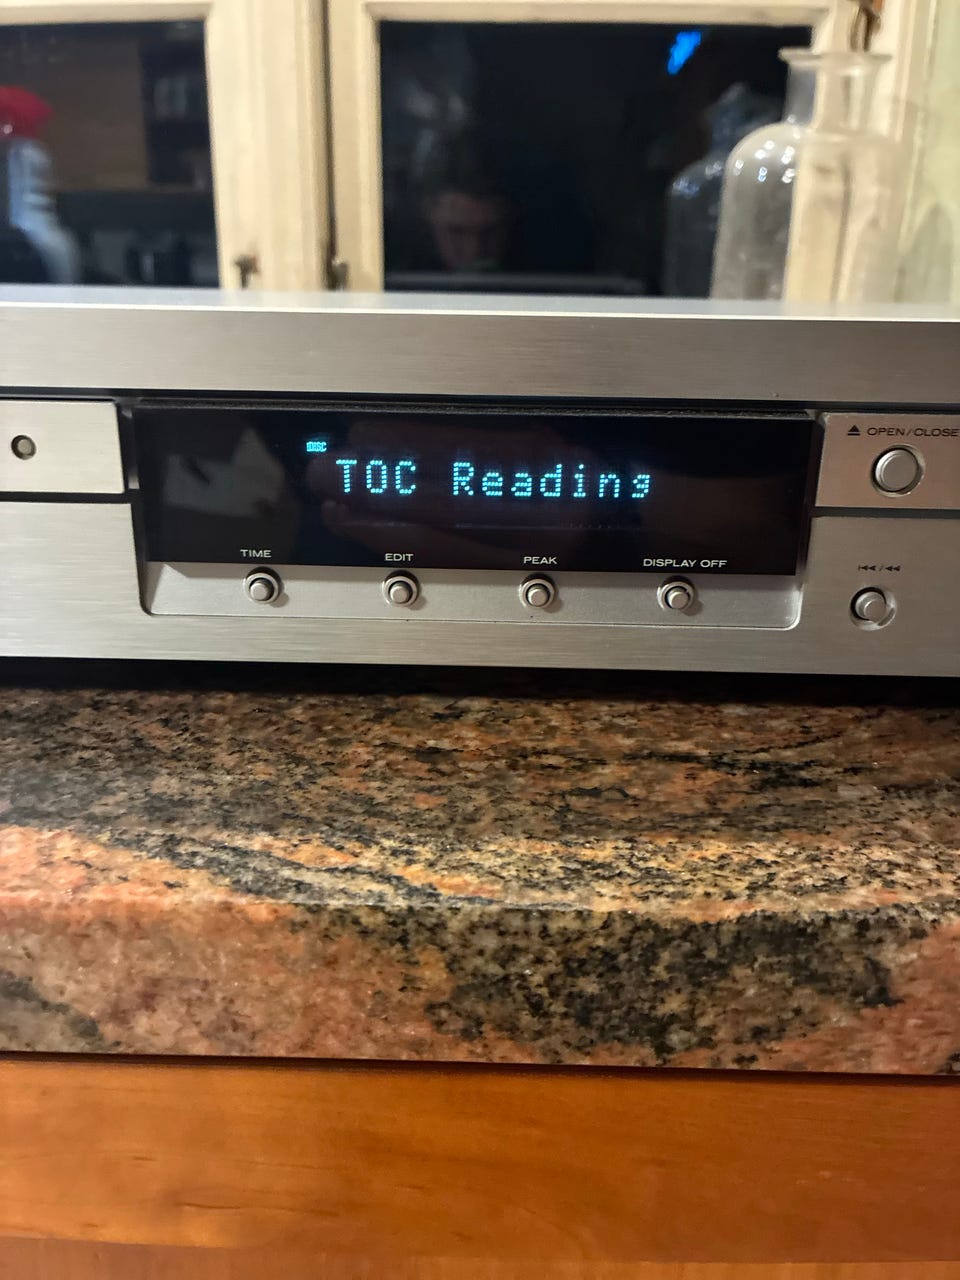 OPEN/CLOSE
DISC
TOC Reading
TIME
EDIT
PEAK
DISPLAY OFF